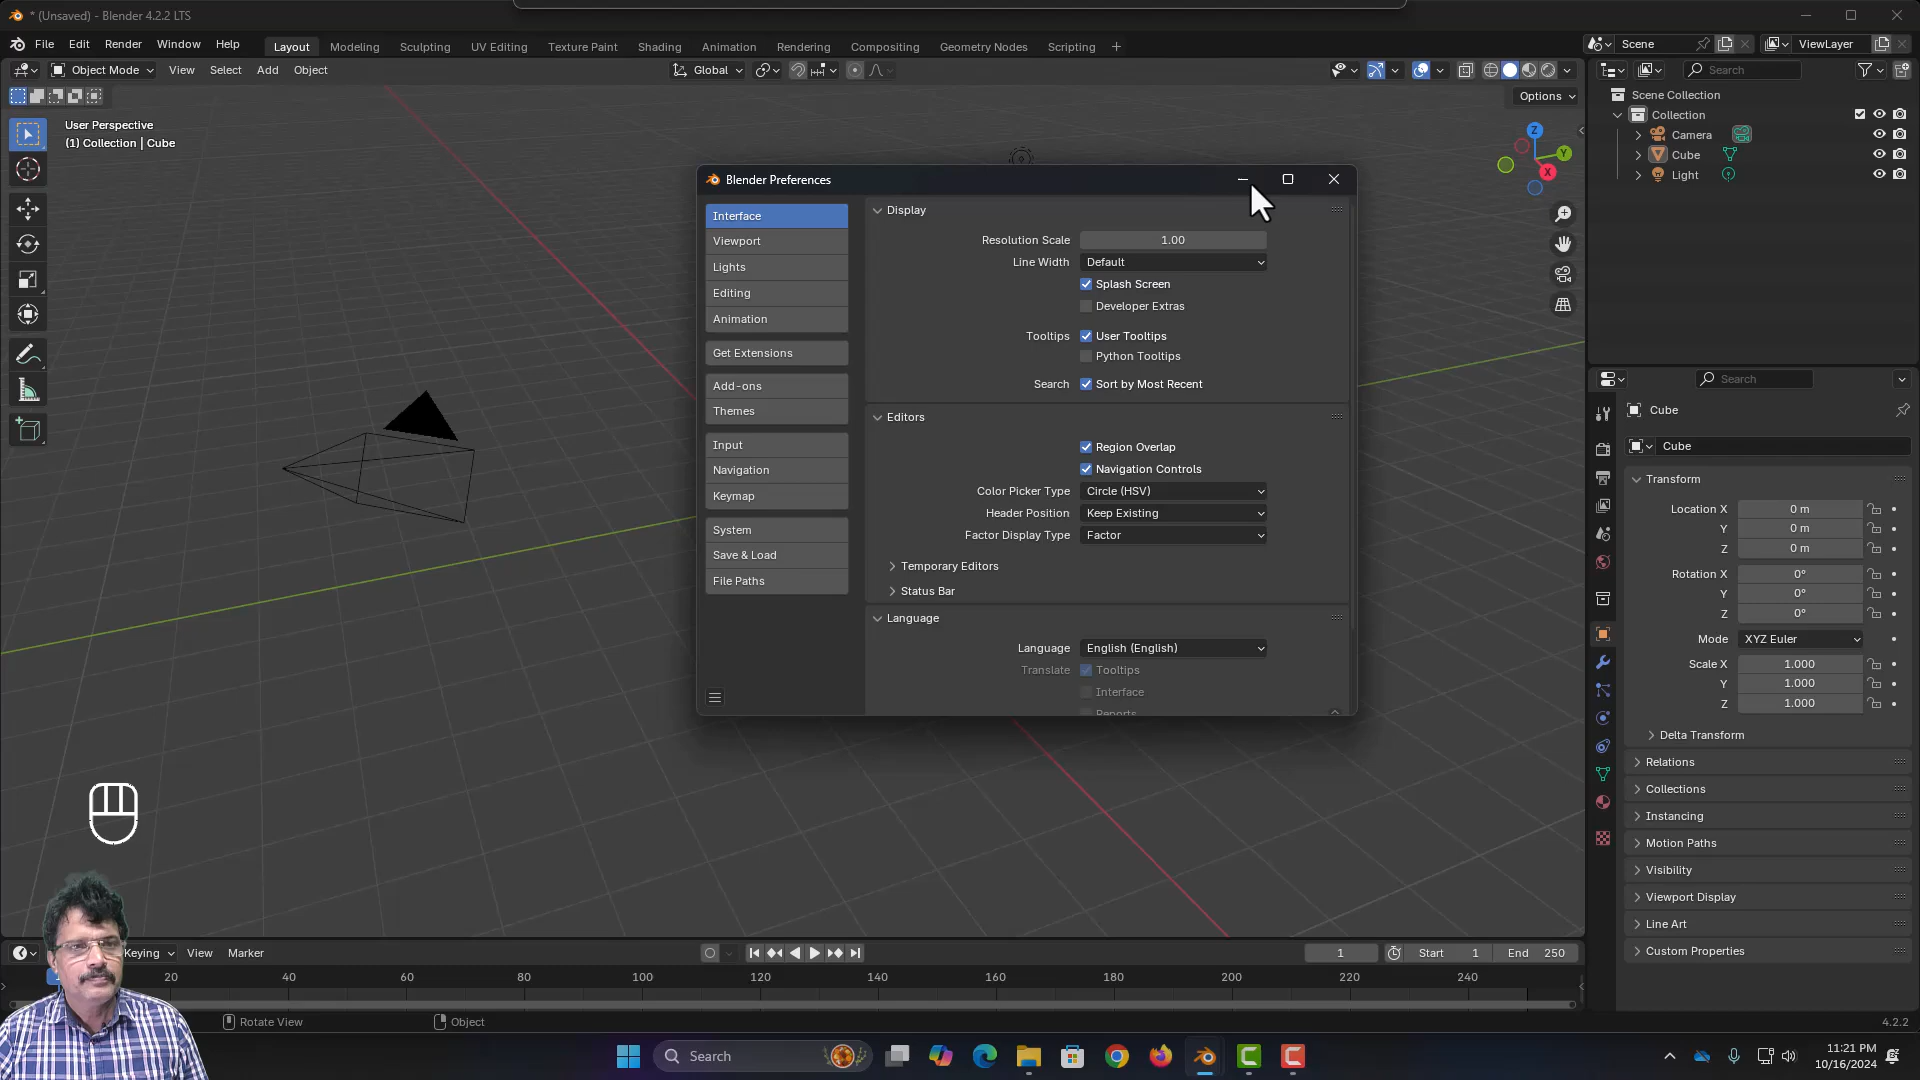 * (Unsaved) - Blender 4.2.2 LTS
File Edit Render Window Help Layout Modeling Sculpting UV Editing Texture Paint Shading Animation Rendering Compositing Geometry Nodes Scripting + Scene ViewLayer
Object Mode View Select Add Object Global Search
Options
User Perspective
(1) Collection | Cube
Scene Collection
Collection
Camera
Cube
Light
Z
Y
X
Blender Preferences
Interface
Viewport
Lights
Editing
Animation
Get Extensions
Add-ons
Themes
Input
Navigation
Keymap
System
Save & Load
File Paths
Display
Resolution Scale 1.00
Line Width Default
Splash Screen
Developer Extras
Tooltips User Tooltips
Python Tooltips
Search Sort by Most Recent
Editors
Region Overlap
Navigation Controls
Color Picker Type Circle (HSV)
Header Position Keep Existing
Factor Display Type Factor
Temporary Editors
Status Bar
Language
Language English (English)
Translate Tooltips
Interface
Reports
Search
Cube
Cube
Transform
Location X 0 m
Y 0 m
Z 0 m
Rotation X 0°
Y 0°
Z 0°
Mode XYZ Euler
Scale X 1.000
Y 1.000
Z 1.000
Delta Transform
Relations
Collections
Instancing
Motion Paths
Visibility
Viewport Display
Line Art
Custom Properties
Keying View Marker 1 Start 1 End 250
20 40 60 80 100 120 140 160 180 200 220 240
Rotate View Object 4.2.2
Search
11:21 PM
10/16/2024